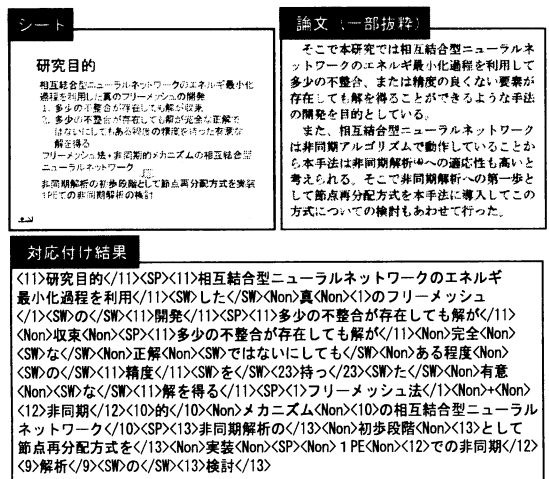 シート
研究目的
相互結合型ニューラルネットワークのエネルギ最小化
過程を利用した真のフリーメッシュの開発
1. 多少の不整合が存在しても解が収束
2. 多少の不整合が存在しても解が完全な正解で
はないにしてもある程度の精度を持った有意な
解を得る
フリーメッシュ法+非同期的メカニズムの相互結合型
ニューラルネットワーク
非同期解析の初歩段階として節点再分配方式を実装
1PEでの非同期解析の検討
論文（一部抜粋）
そこで本研究では相互結合型ニューラルネ
ットワークのエネルギ最小化過程を利用して
多少の不整合、または精度の良くない要素が
存在しても解を得ることができるような手法
の開発を目的としている。
また、相互結合型ニューラルネットワーク
は非同期アルゴリズムで動作していることか
ら本手法は非同期解析への適応性も高いと
考えられる。そこで非同期解析への第一歩と
して節点再分配方式を本手法に導入してこの
方式についての検討もあわせて行った。
対応付け結果
<11>研究目的</11><SP><11>相互結合型ニューラルネットワークのエネルギ
最小化過程を利用</11><SW>した</SW><Non>真<Non><1>のフリーメッシュ
</1><SW>の</SW><11>開発</11><SP><11>多少の不整合が存在しても解が</11>
<Non>収束<Non><SP><11>多少の不整合が存在しても解が</11><Non>完全<Non>
<SW>な</SW><Non>正解<Non><SW>ではないにしても</SW><Non>ある程度<Non>
<SW>の</SW><11>精度</11><SW>を</SW><23>持っ</23><SW>た</SW><Non>有意
<Non><SW>な</SW><11>解を得る</11><SP><1>フリーメッシュ法</1><Non>+<Non>
<12>非同期</12><10>的</10><Non>メカニズム<Non><10>の相互結合型ニューラル
ネットワーク</10><SP><13>非同期解析の</13><Non>初歩段階<Non><13>として
節点再分配方式を</13><Non>実装<Non><SP><Non>１PE<Non><12>での非同期</12>
<9>解析</9><SW>の</SW><13>検討</13>